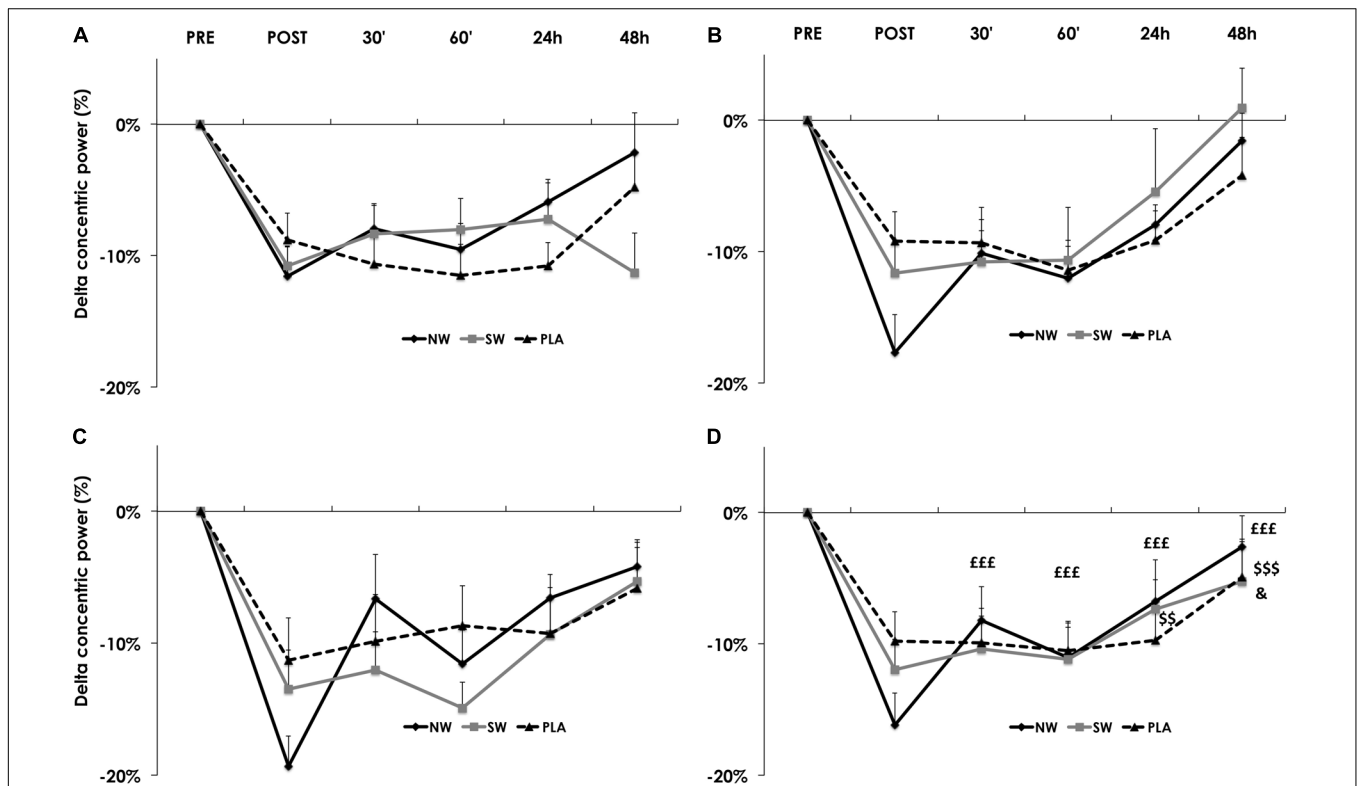 A
PRE POST 30' 60' 24h 48h
Delta concentric power (%)
0%
-10%
-20%
NW SW PLA
B
PRE POST 30' 60' 24h 48h
0%
-10%
-20%
NW SW PLA
C
Delta concentric power (%)
0%
-10%
-20%
NW SW PLA
D
0%
-10%
-20%
£££
£££
£££
$$
£££
$$$
&
NW SW PLA